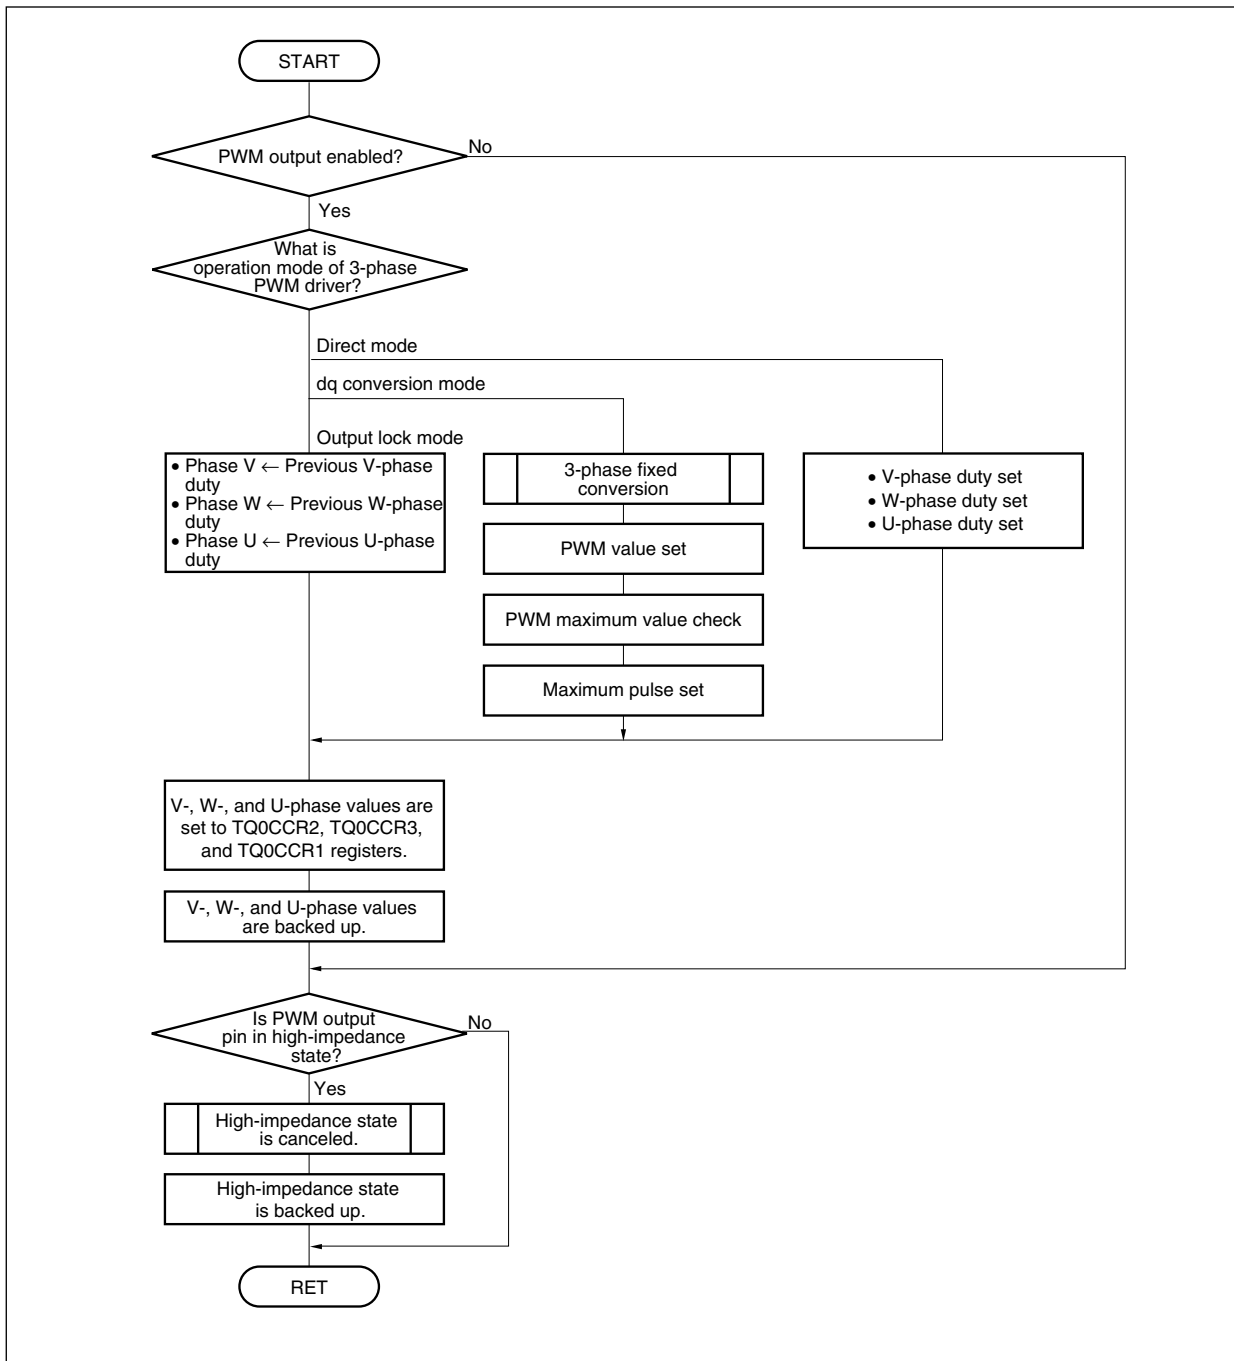 START
PWM output enabled?
No
Yes
What is
operation mode of 3-phase
PWM driver?
Direct mode
dq conversion mode
Output lock mode
• Phase V ← Previous V-phase
duty
• Phase W ← Previous W-phase
duty
• Phase U ← Previous U-phase
duty
3-phase fixed
conversion
PWM value set
PWM maximum value check
Maximum pulse set
• V-phase duty set
• W-phase duty set
• U-phase duty set
V-, W-, and U-phase values are
set to TQ0CCR2, TQ0CCR3,
and TQ0CCR1 registers.
V-, W-, and U-phase values
are backed up.
Is PWM output
pin in high-impedance
state?
No
Yes
High-impedance state
is canceled.
High-impedance state
is backed up.
RET